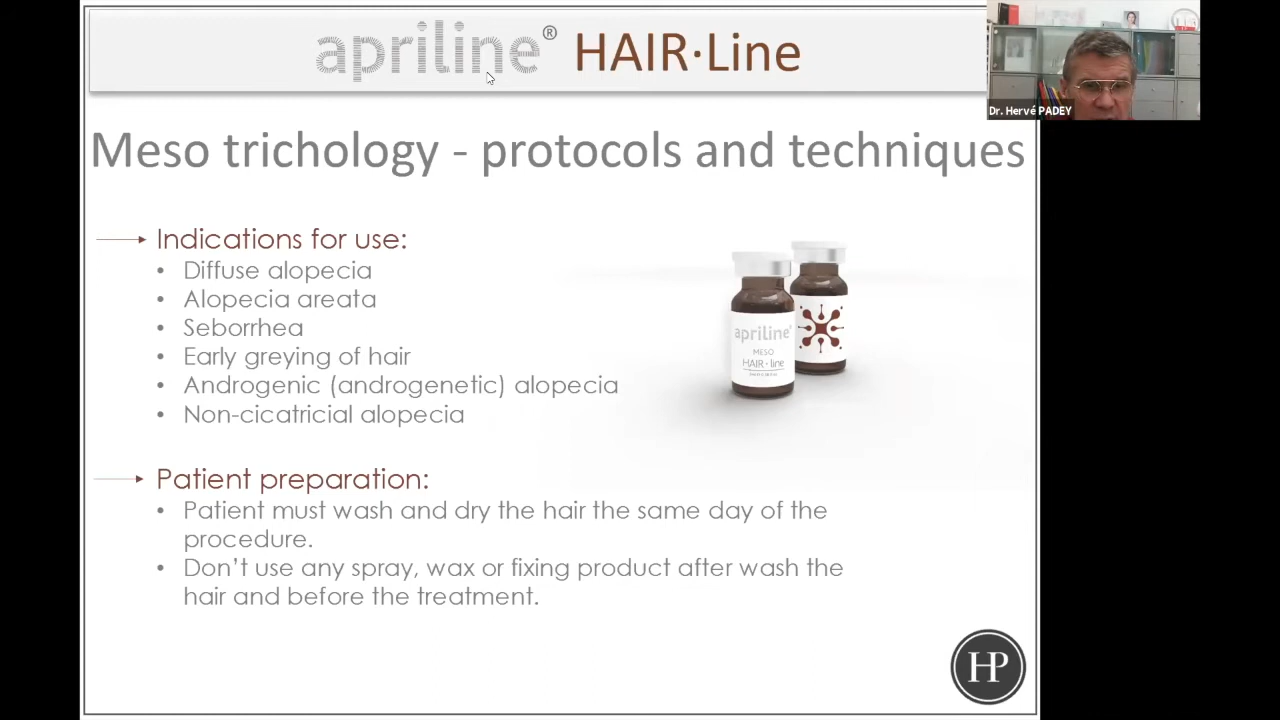 apriline® HAIR·Line
Dr. Hervé PADEY
Meso trichology - protocols and techniques
Indications for use:
• Diffuse alopecia
• Alopecia areata
• Seborrhea
• Early greying of hair
• Androgenic (androgenetic) alopecia
• Non-cicatricial alopecia
apriline®
MESO
HAIR · line
Patient preparation:
• Patient must wash and dry the hair the same day of the
procedure.
• Don’t use any spray, wax or fixing product after wash the
hair and before the treatment.
HP